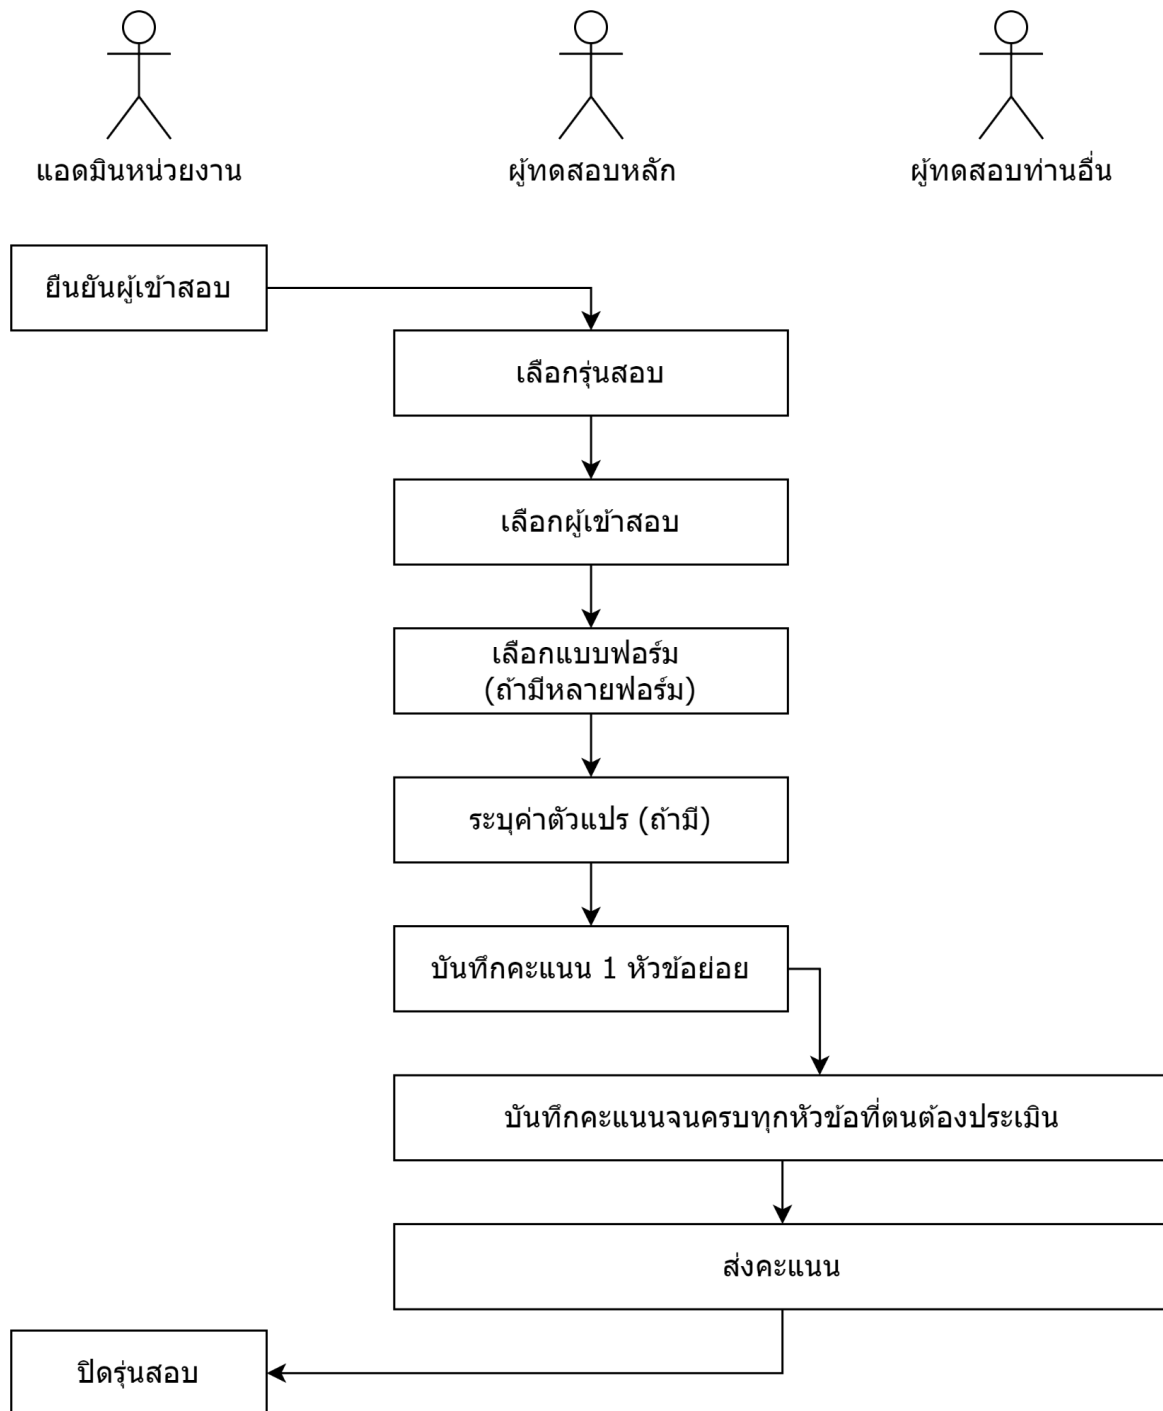 แอดมินหน่วยงาน
ผู้ทดสอบหลัก
ผู้ทดสอบท่านอื่น
ยืนยันผู้เข้าสอบ
เลือกรุ่นสอบ
เลือกผู้เข้าสอบ
เลือกแบบฟอร์ม
(ถ้ามีหลายฟอร์ม)
ระบุค่าตัวแปร (ถ้ามี)
บันทึกคะแนน 1 หัวข้อย่อย
บันทึกคะแนนจนครบทุกหัวข้อที่ตนต้องประเมิน
ส่งคะแนน
ปิดรุ่นสอบ